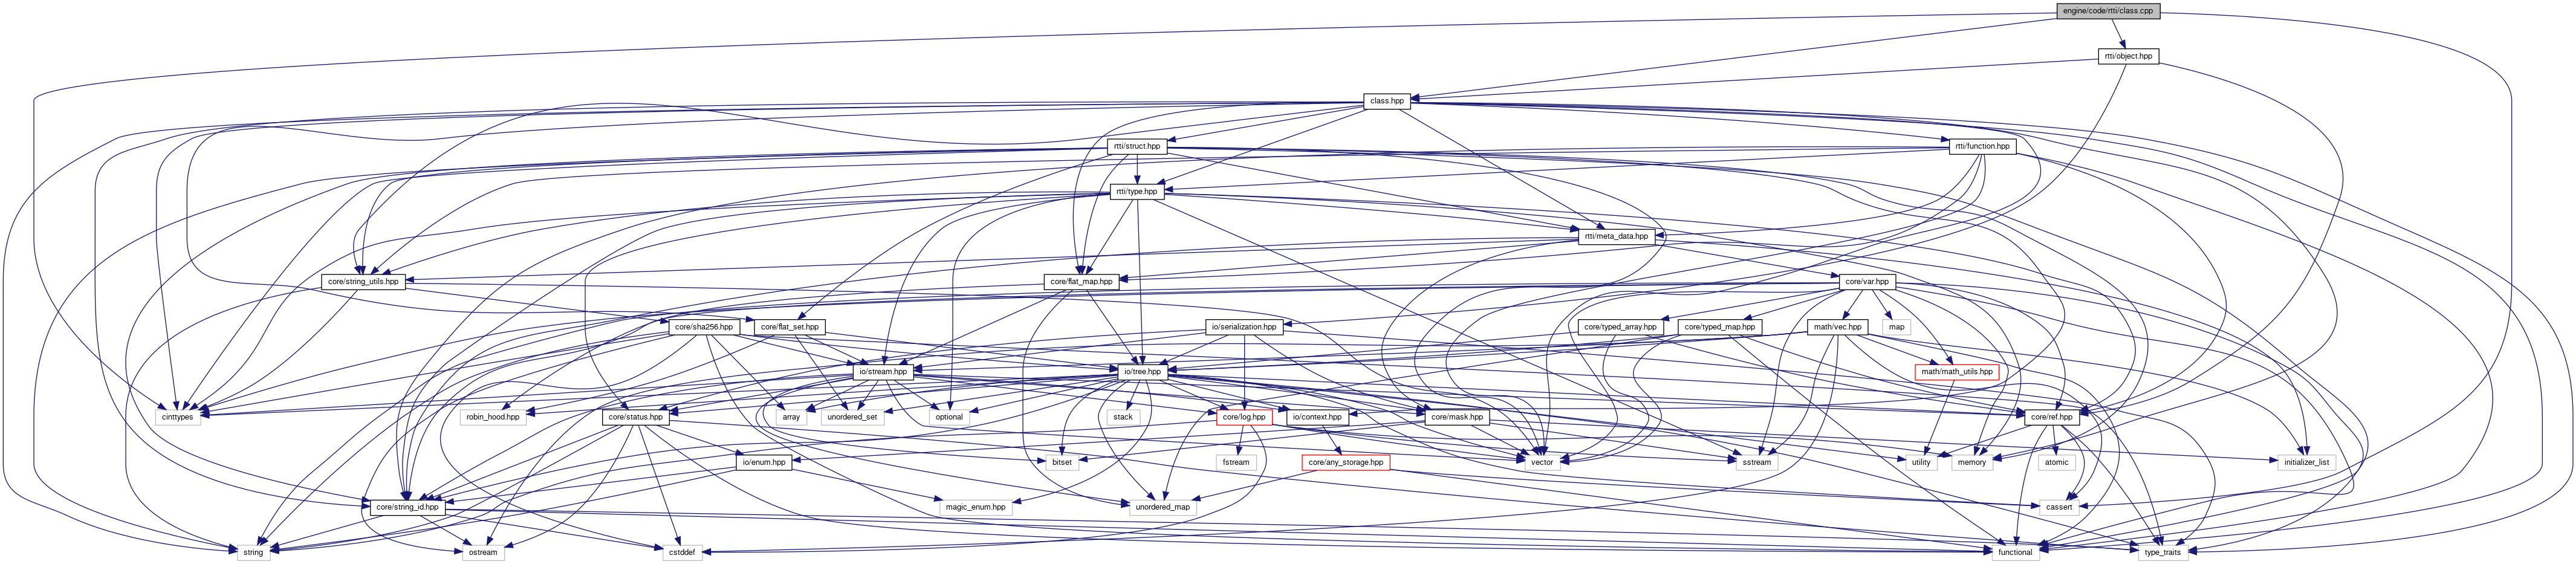 engine/code/rtti/class.cpp
rtti/object.hpp
class.hpp
rtti/struct.hpp
rtti/function.hpp
rtti/type.hpp
rtti/meta_data.hpp
core/string_utils.hpp
core/flat_map.hpp
core/var.hpp
core/sha256.hpp
core/flat_set.hpp
io/serialization.hpp
core/typed_array.hpp
core/typed_map.hpp
math/vec.hpp
map
io/stream.hpp
io/tree.hpp
math/math_utils.hpp
cinttypes
robin_hood.hpp
core/status.hpp
array
unordered_set
optional
stack
core/log.hpp
io/context.hpp
core/mask.hpp
core/ref.hpp
io/enum.hpp
bitset
fstream
core/any_storage.hpp
vector
sstream
utility
memory
atomic
initializer_list
core/string_id.hpp
magic_enum.hpp
unordered_map
cassert
string
ostream
cstddef
functional
type_traits